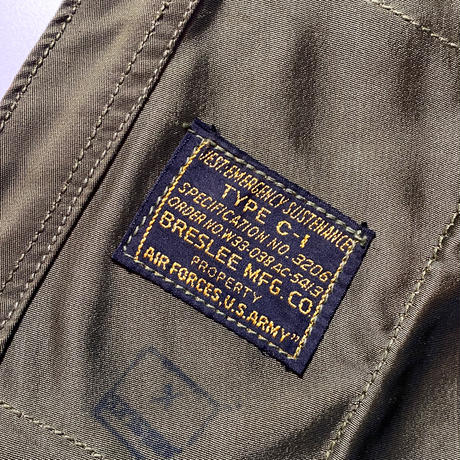 VEST, EMERGENCY SUSTENANCE
TYPE C-1
SPECIFICATION NO. 3206
ORDER NO. W33-038 AC-3413
BRESLEE MFG. CO.
PROPERTY
AIR FORCES, U.S. ARMY"